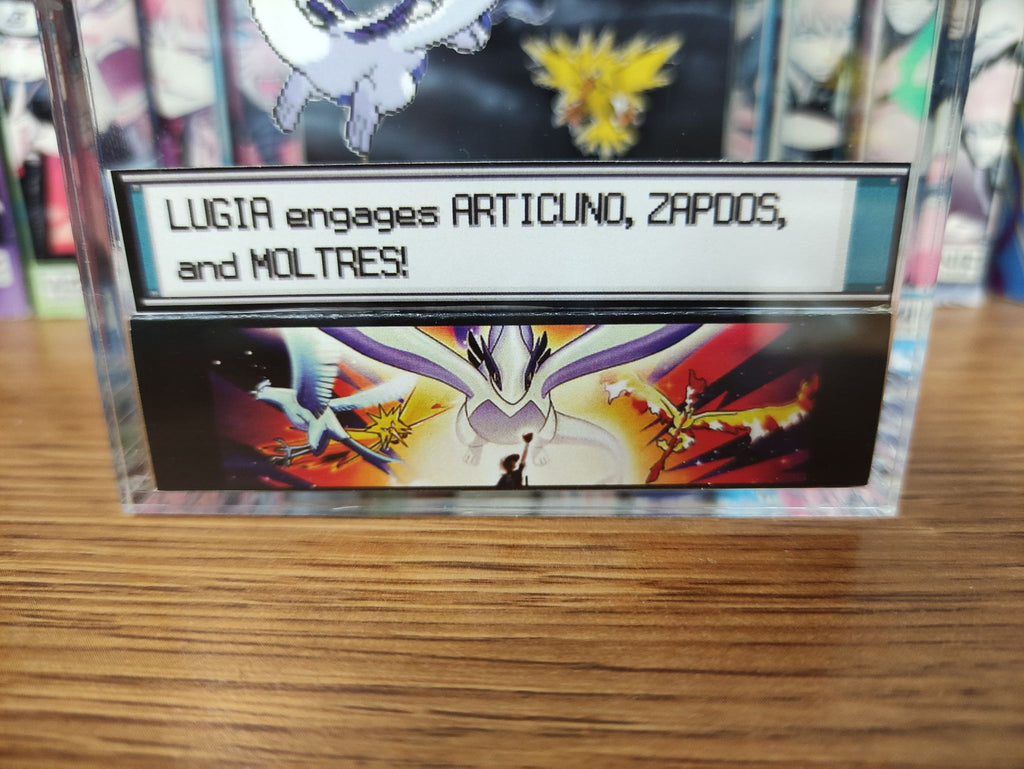 LUGIA engages ARTICUNO, ZAPDOS,
and MOLTRES!